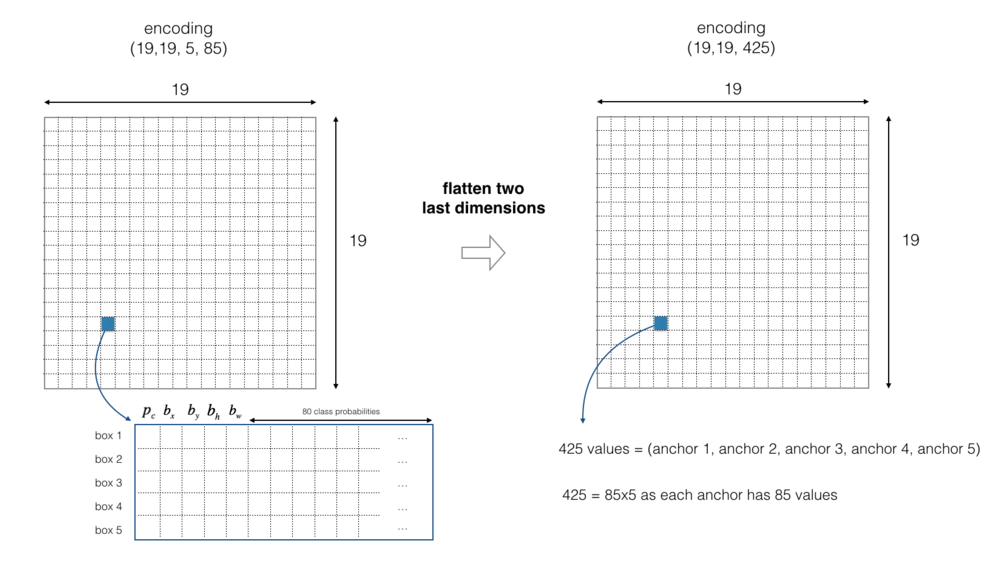 encoding
(19,19, 5, 85)
19
19
p_c b_x b_y b_h b_w
80 class probabilities
box 1 ...
box 2 ...
box 3 ...
box 4 ...
box 5 ...
flatten two
last dimensions
encoding
(19,19, 425)
19
19
425 values = (anchor 1, anchor 2, anchor 3, anchor 4, anchor 5)
425 = 85x5 as each anchor has 85 values